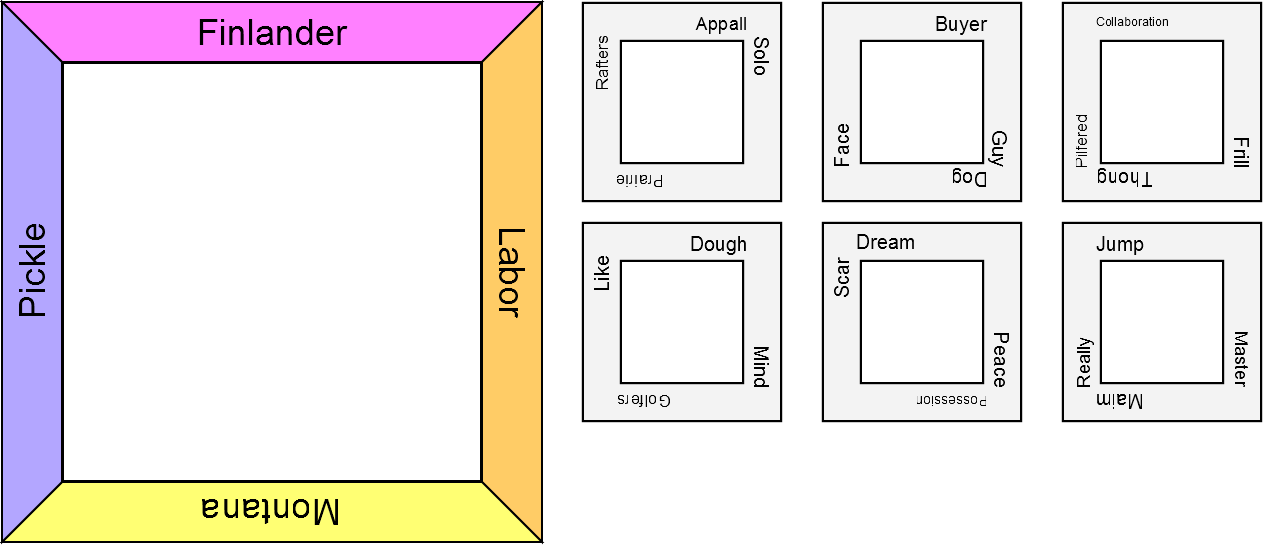 Finlander
Pickle
Labor
Montana
Appall
Rafters
Solo
Prairie
Buyer
Face
Guy
Dog
Collaboration
Pilfered
Frill
Thong
Dough
Like
Mind
Golfers
Dream
Scar
Peace
Possession
Jump
Really
Master
Maim